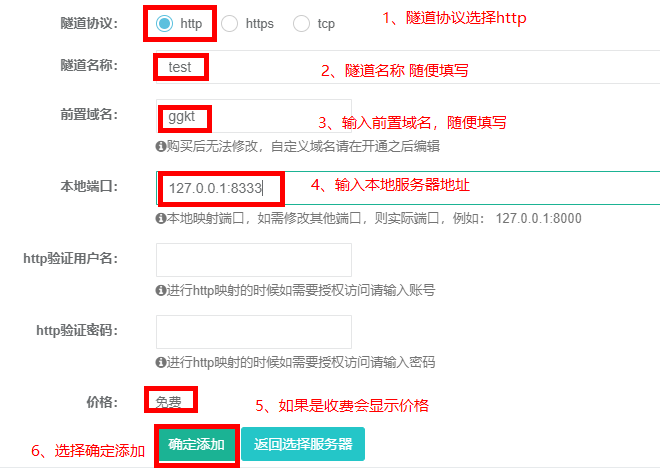 隧道协议： http https tcp 1、隧道协议选择http
隧道名称： test
2、隧道名称 随便填写
前置域名： ggkt
3、输入前置域名，随便填写
购买后无法修改，自定义域名请在开通之后编辑
本地端口： 127.0.0.1:8333 4、输入本地服务器地址
本地映射端口，如需修改其他端口，则实际端口，例如： 127.0.0.1:8000
http验证用户名：
进行http映射的时候如需要授权访问请输入账号
http验证密码：
进行http映射的时候如需要授权访问请输入密码
价格： 免费 5、如果是收费会显示价格
6、选择确定添加 确定添加 返回选择服务器